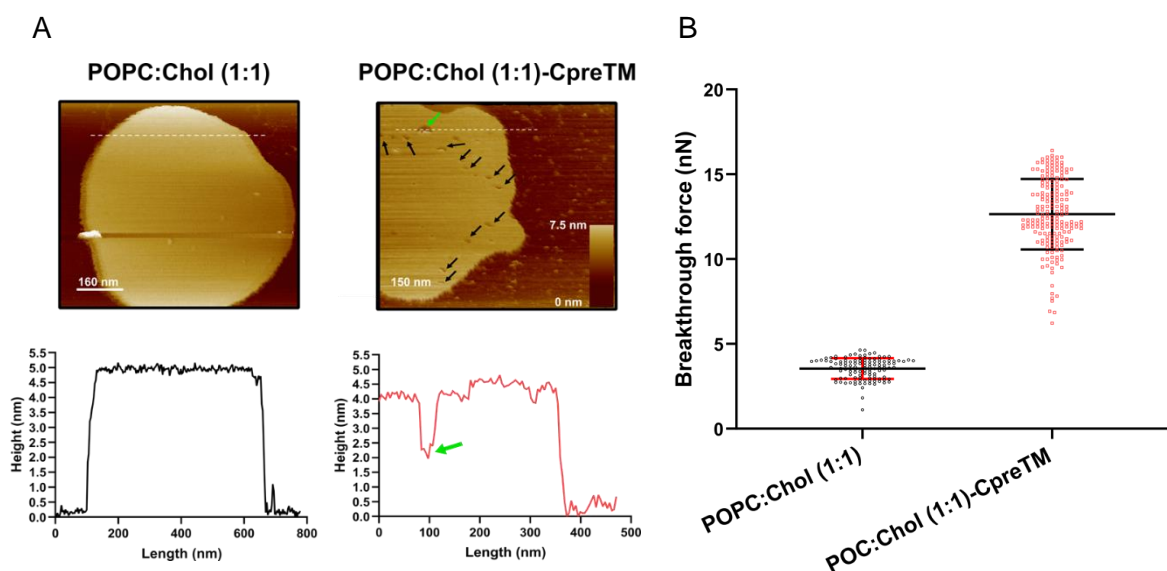 A
POPC:Chol (1:1)
160 nm
5.5
5.0
4.5
4.0
3.5
3.0
2.5
2.0
1.5
1.0
0.5
0.0
Height (nm)
0 200 400 600 800
Length (nm)
POPC:Chol (1:1)-CpreTM
7.5 nm
150 nm
0 nm
5.5
5.0
4.5
4.0
3.5
3.0
2.5
2.0
1.5
1.0
0.5
0.0
Height (nm)
0 100 200 300 400 500
Length (nm)
B
20
15
10
5
0
Breakthrough force (nN)
POPC:Chol (1:1)
POC:Chol (1:1)-CpreTM